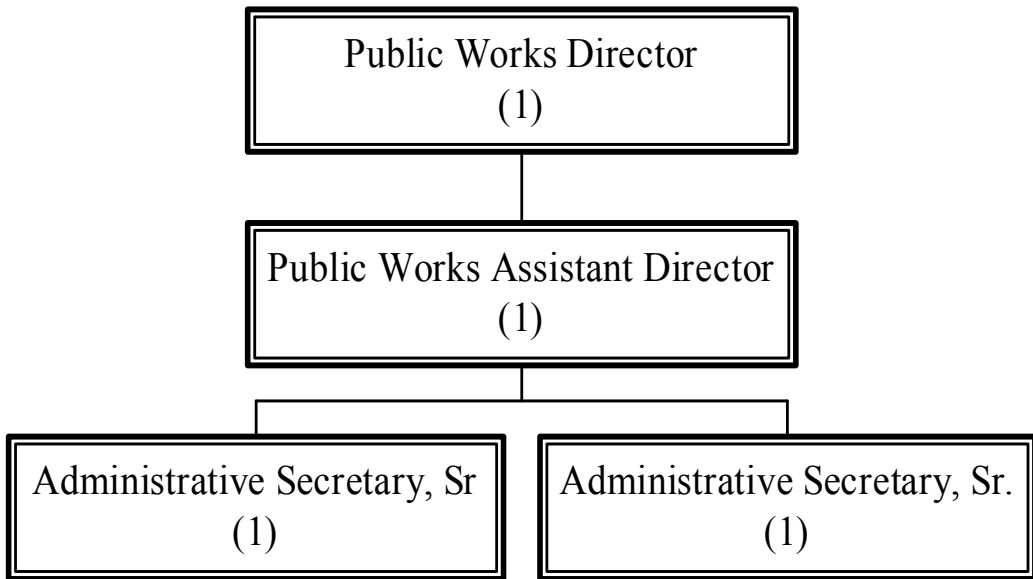 Public Works Director
(1)
Public Works Assistant Director
(1)
Administrative Secretary, Sr
(1)
Administrative Secretary, Sr.
(1)